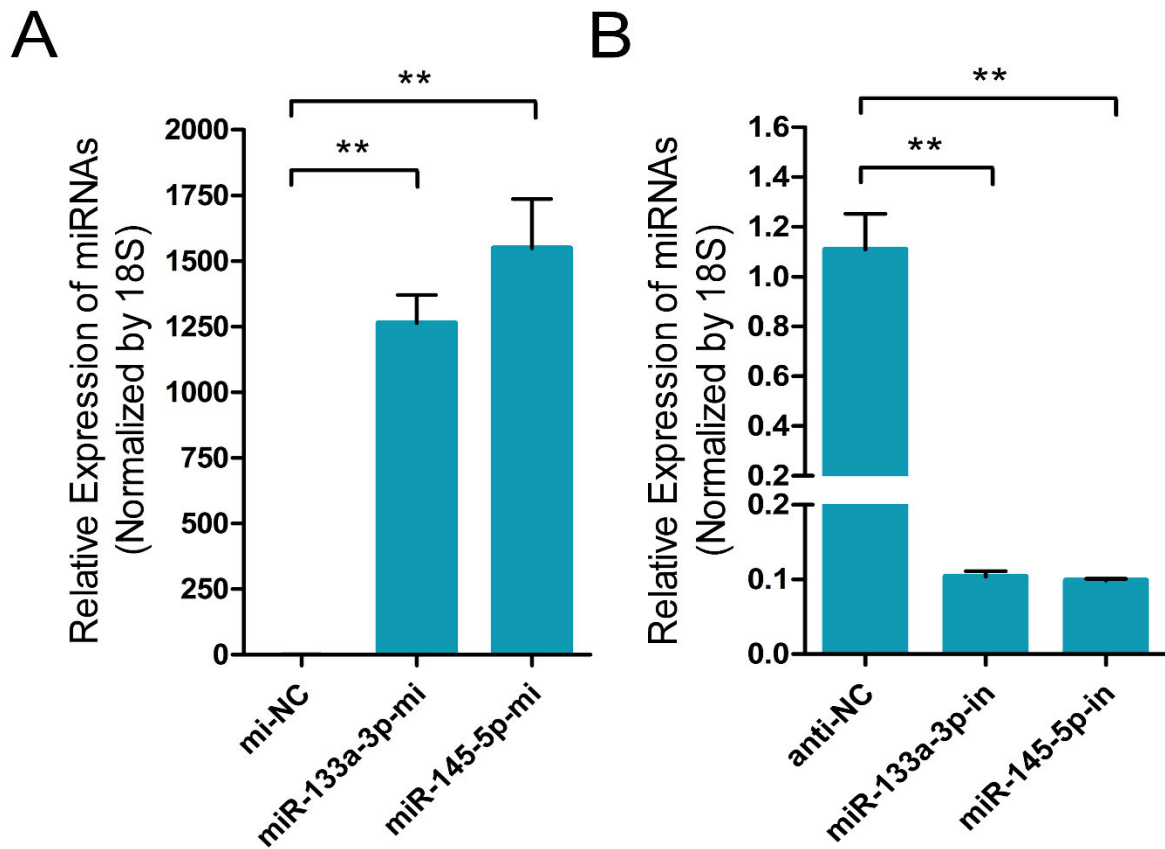 A
**
**
Relative Expression of miRNAs
(Normalized by 18S)
2000
1750
1500
1250
1000
750
500
250
0
mi-NC
miR-133a-3p-mi
miR-145-5p-mi
B
**
**
Relative Expression of miRNAs
(Normalized by 18S)
1.6
1.4
1.2
1.0
0.8
0.6
0.4
0.2
0.2
0.1
0.0
anti-NC
miR-133a-3p-in
miR-145-5p-in